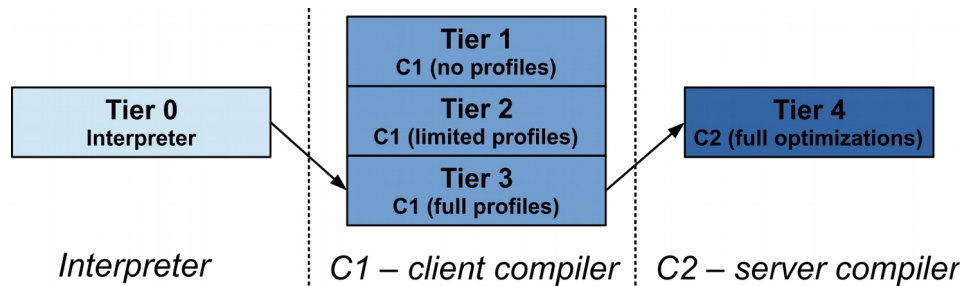 Tier 0
Interpreter
Tier 1
C1 (no profiles)
Tier 2
C1 (limited profiles)
Tier 3
C1 (full profiles)
Tier 4
C2 (full optimizations)
Interpreter
C1 – client compiler
C2 – server compiler